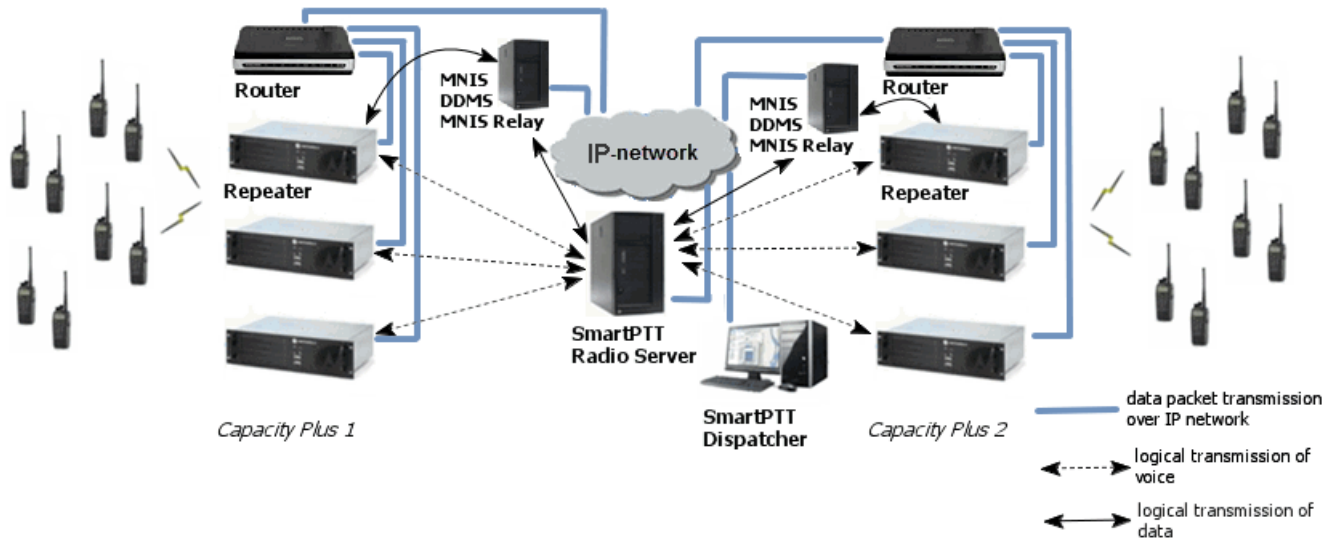 Router
MNIS
DDMS
MNIS Relay
Repeater
IP-network
MNIS
DDMS
MNIS Relay
Router
Repeater
SmartPTT
Radio Server
SmartPTT
Dispatcher
Capacity Plus 1
Capacity Plus 2
data packet transmission
over IP network
logical transmission of
voice
logical transmission of
data